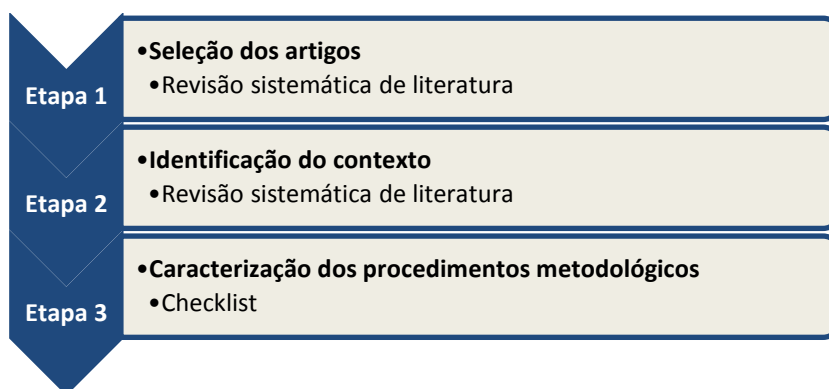 •Seleção dos artigos
•Revisão sistemática de literatura
Etapa 1
•Identificação do contexto
•Revisão sistemática de literatura
Etapa 2
•Caracterização dos procedimentos metodológicos
•Checklist
Etapa 3